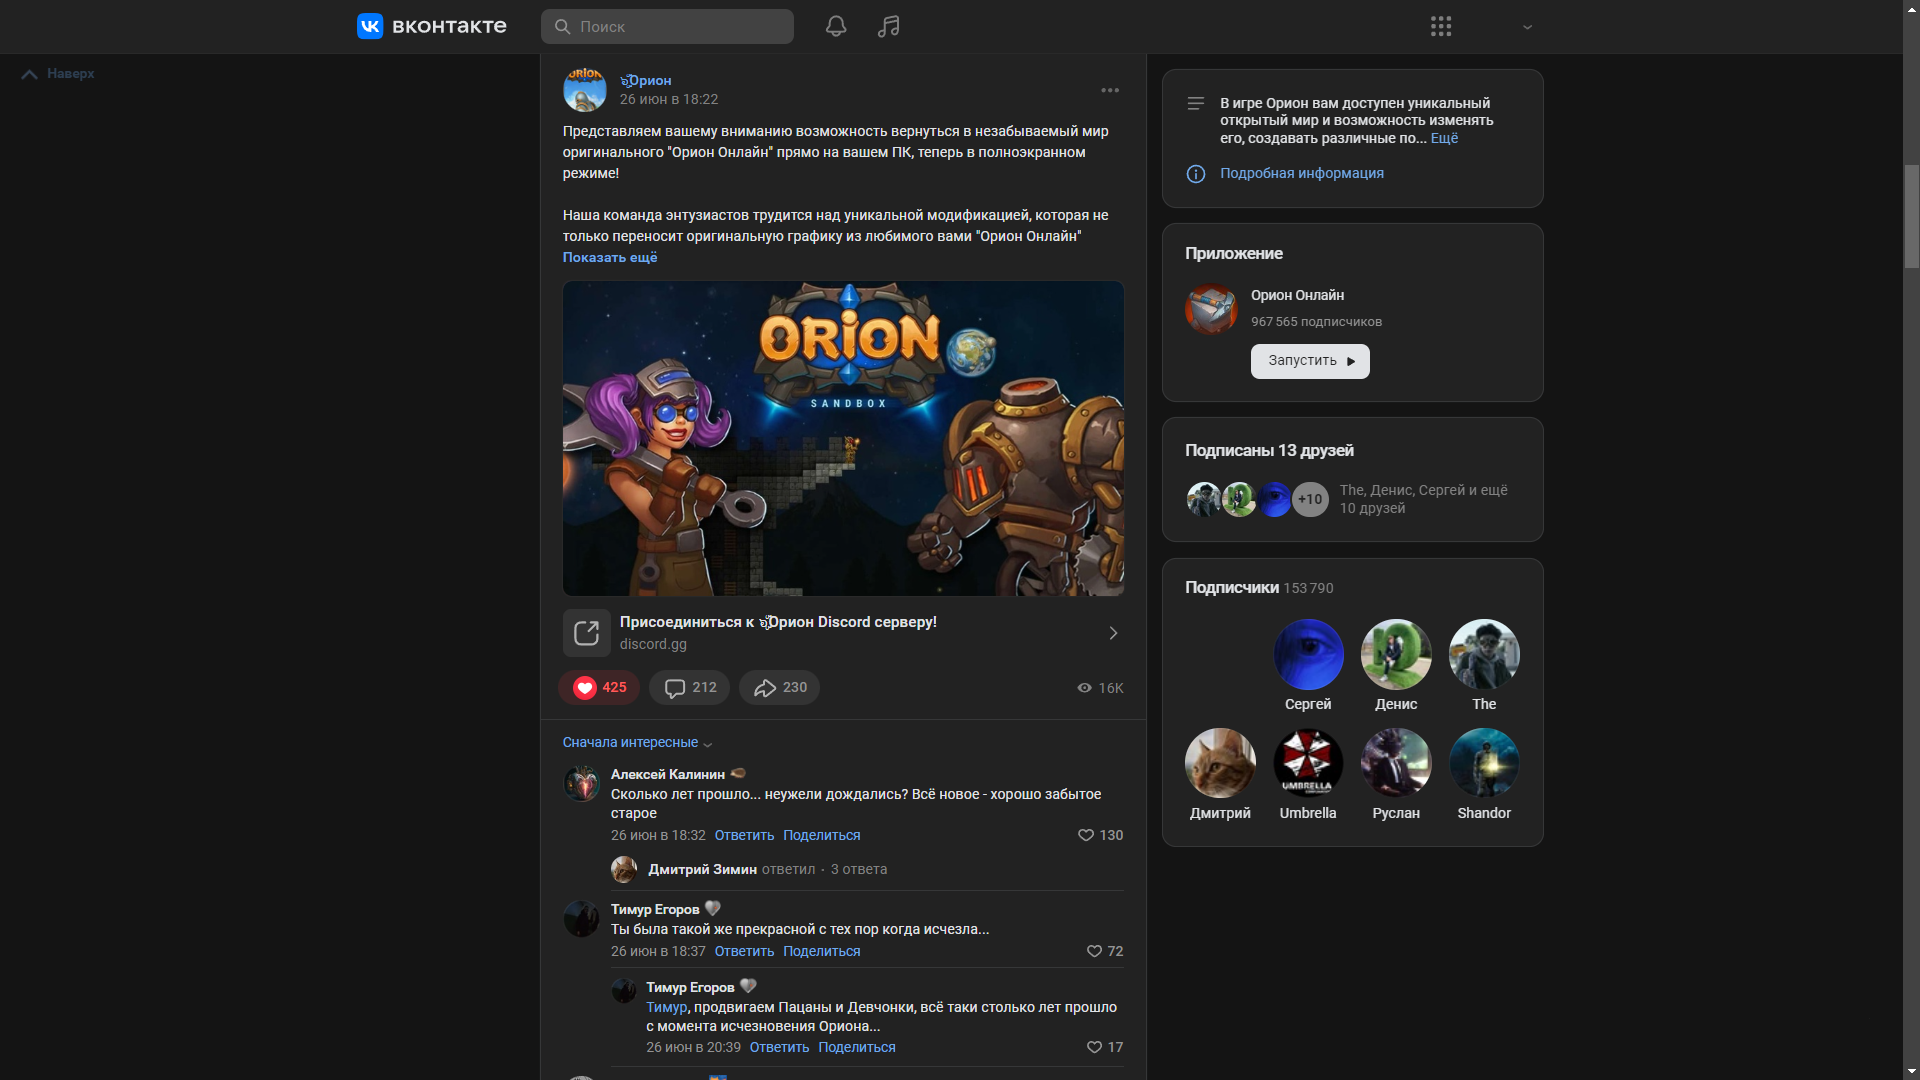 вконтакте
Поиск
Наверх
Орион
26 июн в 18:22
Представляем вашему вниманию возможность вернуться в незабываемый мир
оригинального "Орион Онлайн" прямо на вашем ПК, теперь в полноэкранном
режиме!
Наша команда энтузиастов трудится над уникальной модификацией, которая не
только переносит оригинальную графику из любимого вами "Орион Онлайн"
Показать ещё
ORION
SANDBOX
Присоединиться к Орион Discord серверу!
discord.gg
425
212
230
16K
Сначала интересные
Алексей Калинин
Сколько лет прошло... неужели дождались? Всё новое - хорошо забытое
старое
26 июн в 18:32 Ответить Поделиться
130
Дмитрий Зимин ответил · 3 ответа
Тимур Егоров
Ты была такой же прекрасной с тех пор когда исчезла...
26 июн в 18:37 Ответить Поделиться
72
Тимур Егоров
Тимур, продвигаем Пацаны и Девчонки, всё таки столько лет прошло
с момента исчезновения Ориона...
26 июн в 20:39 Ответить Поделиться
17
В игре Орион вам доступен уникальный
открытый мир и возможность изменять
его, создавать различные по... Ещё
Подробная информация
Приложение
Орион Онлайн
967 565 подписчиков
Запустить
Подписаны 13 друзей
+10
The, Денис, Сергей и ещё
10 друзей
Подписчики 153 790
Сергей
Денис
The
UMBRELLA
Дмитрий
Umbrella
Руслан
Shandor